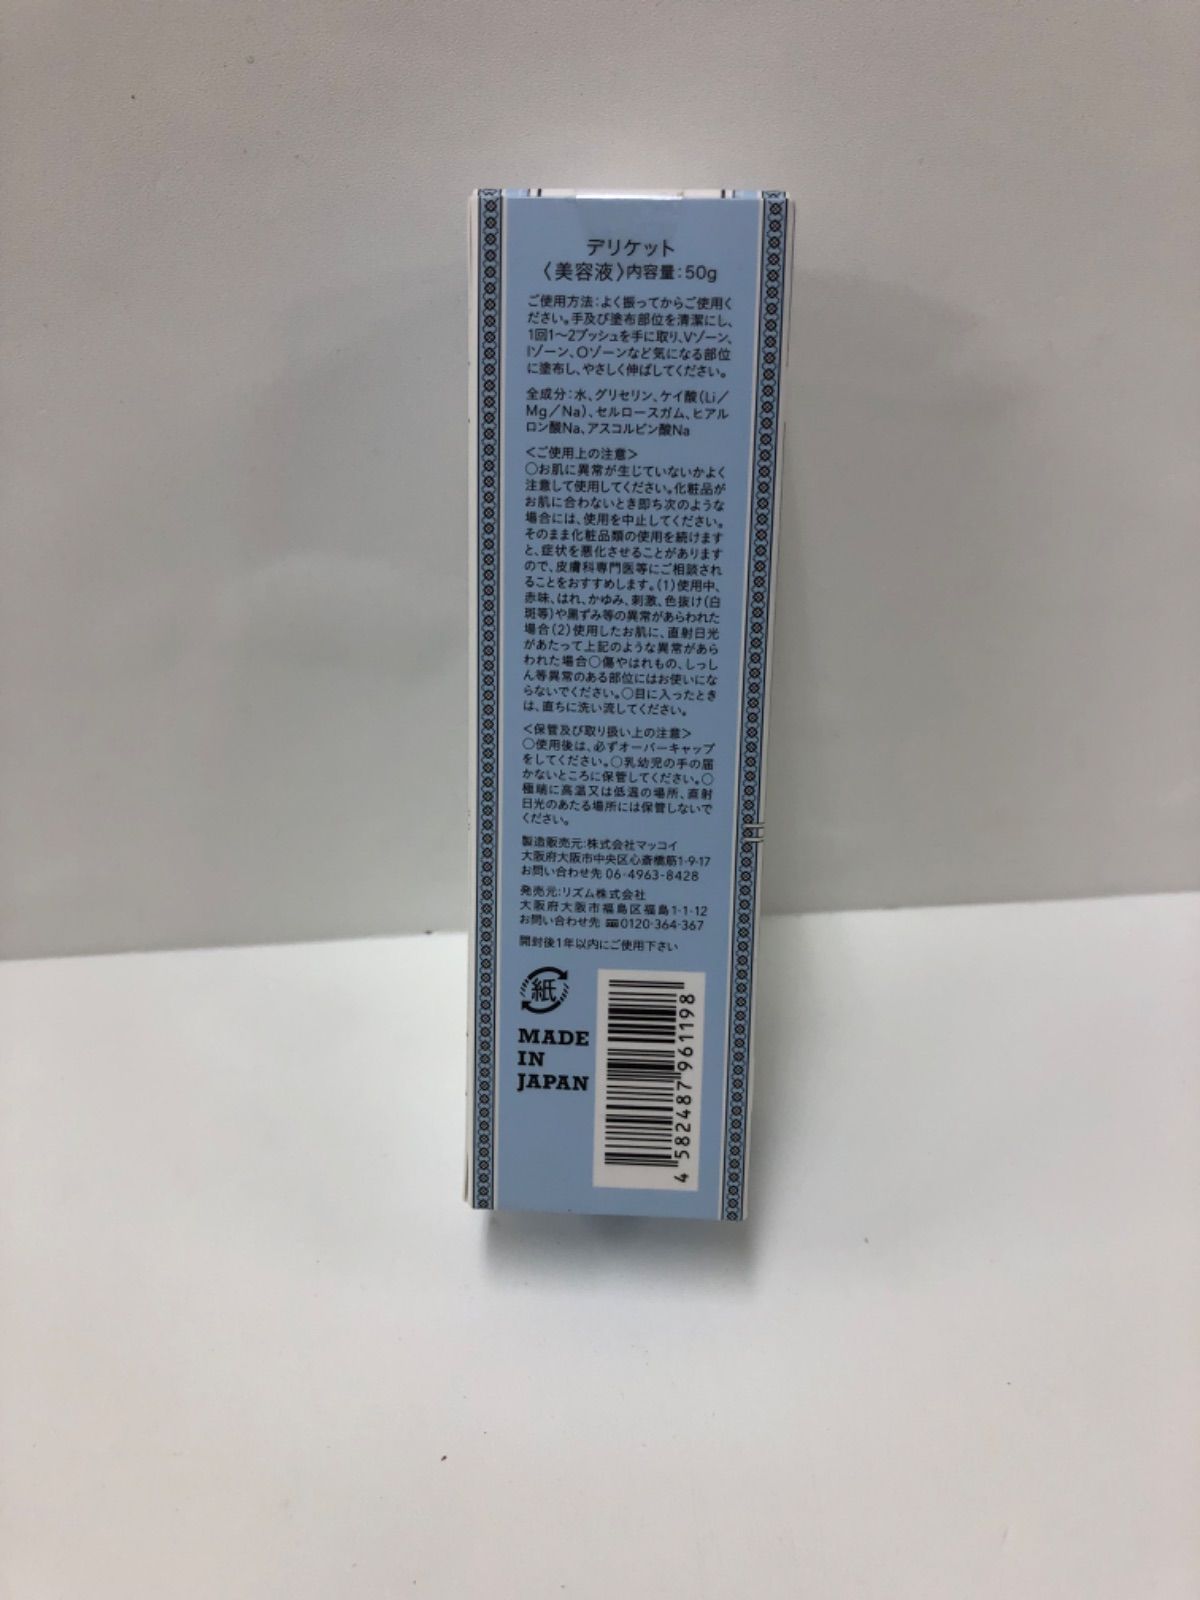 デリケット
〈美容液〉内容量:50g
ご使用方法:よく振ってからご使用く
ださい。手及び塗布部位を清潔にし、
1回1〜2プッシュを手に取り、Vゾーン、
Iゾーン、Oゾーンなど気になる部位
に塗布し、やさしく伸ばしてください。
全成分:水、グリセリン、ケイ酸(Li/
Mg/Na)、セルロースガム、ヒアル
ロン酸Na、アスコルビン酸Na
<ご使用上の注意>
○お肌に異常が生じていないかよく
注意して使用してください。化粧品が
お肌に合わないとき即ち次のような
場合には、使用を中止してください。
そのまま化粧品類の使用を続けます
と、症状を悪化させることがあります
ので、皮膚科専門医等にご相談され
ることをおすすめします。(1)使用中、
赤味、はれ、かゆみ、刺激、色抜け(白
斑等)や黒ずみ等の異常があらわれた
場合(2)使用したお肌に、直射日光
があたって上記のような異常があら
われた場合○傷やはれもの、しっし
ん等異常のある部位にはお使いにな
らないでください。○目に入ったとき
は、直ちに洗い流してください。
<保管及び取り扱い上の注意>
○使用後は、必ずオーバーキャップ
をしてください。○乳幼児の手の届
かないところに保管してください。○
極端に高温又は低温の場所、直射
日光のあたる場所には保管しないで
ください。
製造販売元:株式会社マッコイ
大阪府大阪市中央区心斎橋筋1-9-17
お問い合わせ先 06-4963-8428
発売元:リズム株式会社
大阪府大阪市福島区福島1-1-12
お問い合わせ先 0120-364-367
開封後1年以内にご使用下さい
紙
MADE
IN
JAPAN
4 582487 961198